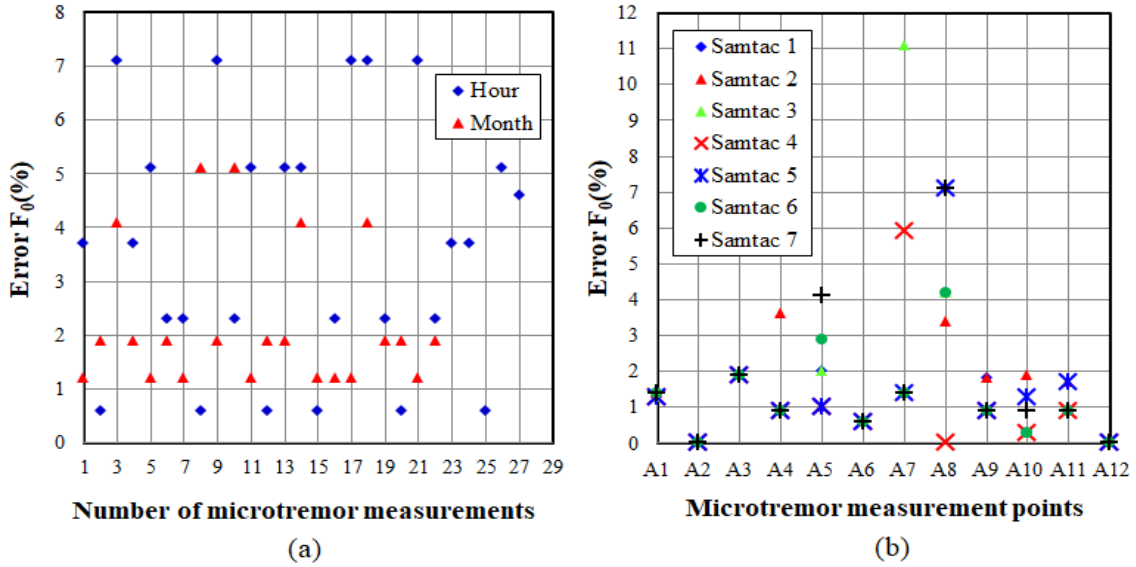 8
7
6
5
4
3
2
1
0
Error F0(%)
Hour
Month
1 3 5 7 9 11 13 15 17 19 21 23 25 27 29
Number of microtremor measurements
(a)
12
11
10
9
8
7
6
5
4
3
2
1
0
Error F0(%)
Samtac 1
Samtac 2
Samtac 3
Samtac 4
Samtac 5
Samtac 6
Samtac 7
A1 A2 A3 A4 A5 A6 A7 A8 A9 A10 A11 A12
Microtremor measurement points
(b)